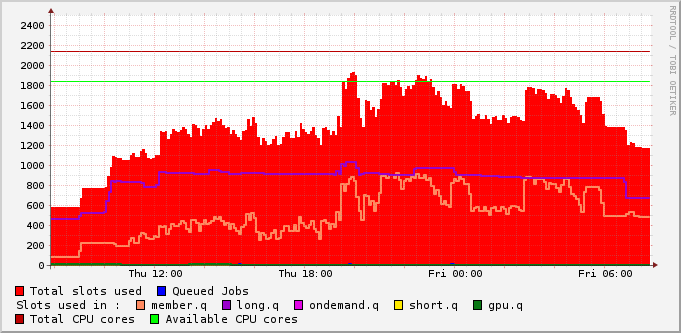 2400
2200
2000
1800
1600
1400
1200
1000
800
600
400
200
0
Thu 12:00 Thu 18:00 Fri 00:00 Fri 06:00
Total slots used Queued Jobs
Slots used in : member.q long.q ondemand.q short.q gpu.q
Total CPU cores Available CPU cores
RRDTOOL / TOBI OETIKER